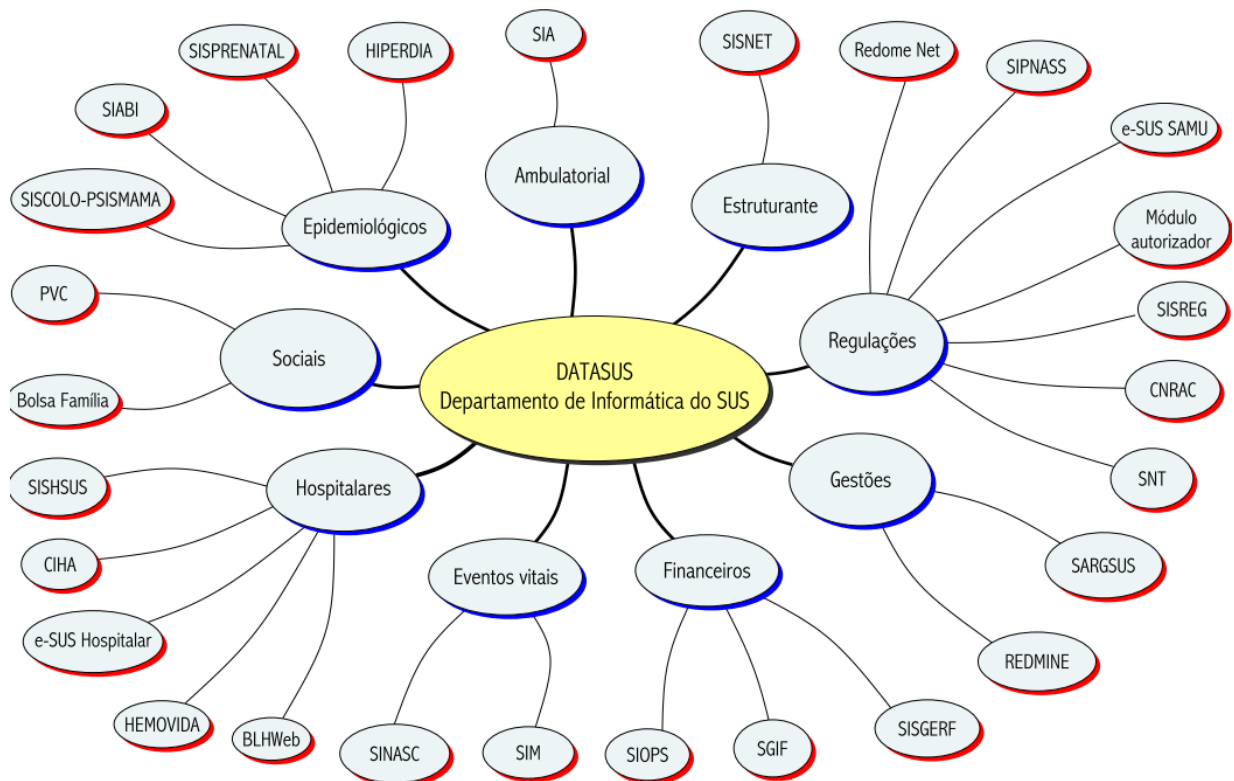 SIA
SISNET
SISPRENATAL
HIPERDIA
Redome Net
SIPNASS
SIABI
e-SUS SAMU
Ambulatorial
SISCOLO-PSISMAMA
Epidemiológicos
Estruturante
Módulo
autorizador
PVC
SISREG
Sociais
Regulações
DATASUS
Departamento de Informática do SUS
Bolsa Família
CNRAC
SISHSUS
Hospitalares
Gestões
SNT
CIHA
Eventos vitais
Financeiros
SARGSUS
e-SUS Hospitalar
REDMINE
HEMOVIDA
BLHWeb
SINASC
SIM
SIOPS
SGIF
SISGERF